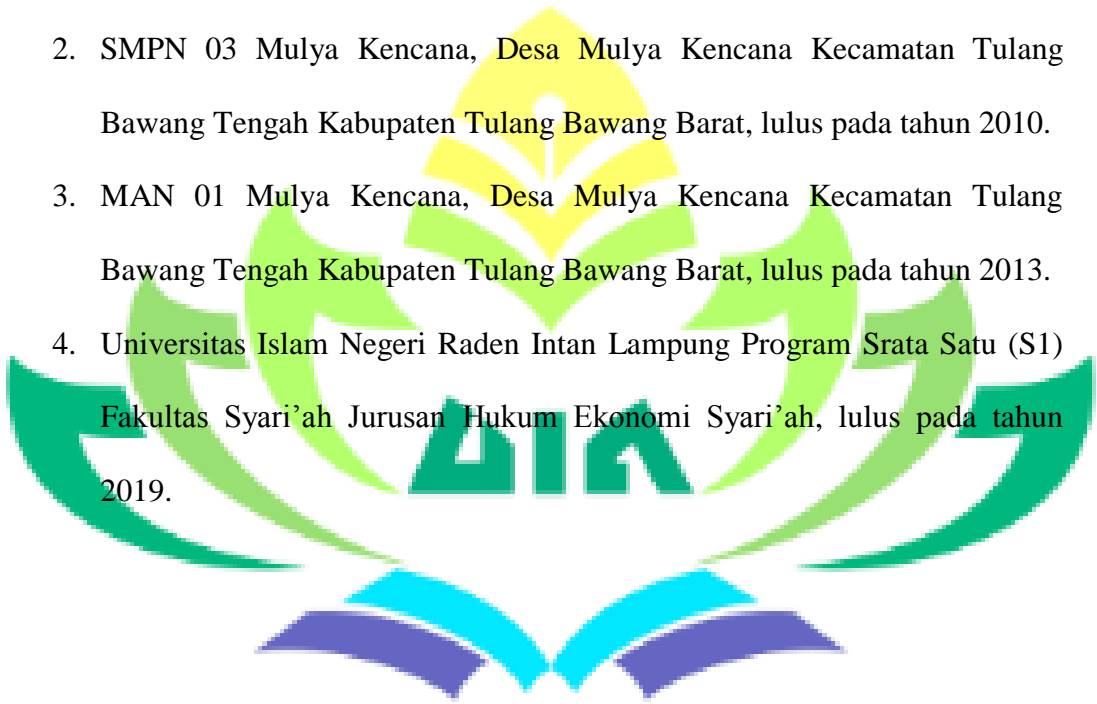 2. SMPN 03 Mulya Kencana, Desa Mulya Kencana Kecamatan Tulang
Bawang Tengah Kabupaten Tulang Bawang Barat, lulus pada tahun 2010.
3. MAN 01 Mulya Kencana, Desa Mulya Kencana Kecamatan Tulang
Bawang Tengah Kabupaten Tulang Bawang Barat, lulus pada tahun 2013.
4. Universitas Islam Negeri Raden Intan Lampung Program Srata Satu (S1)
Fakultas Syari’ah Jurusan Hukum Ekonomi Syari’ah, lulus pada tahun
2019.